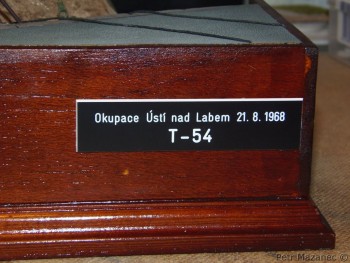 Okupace Ústí nad Labem 21. 8. 1968
T-54
Petr Mazanec ©